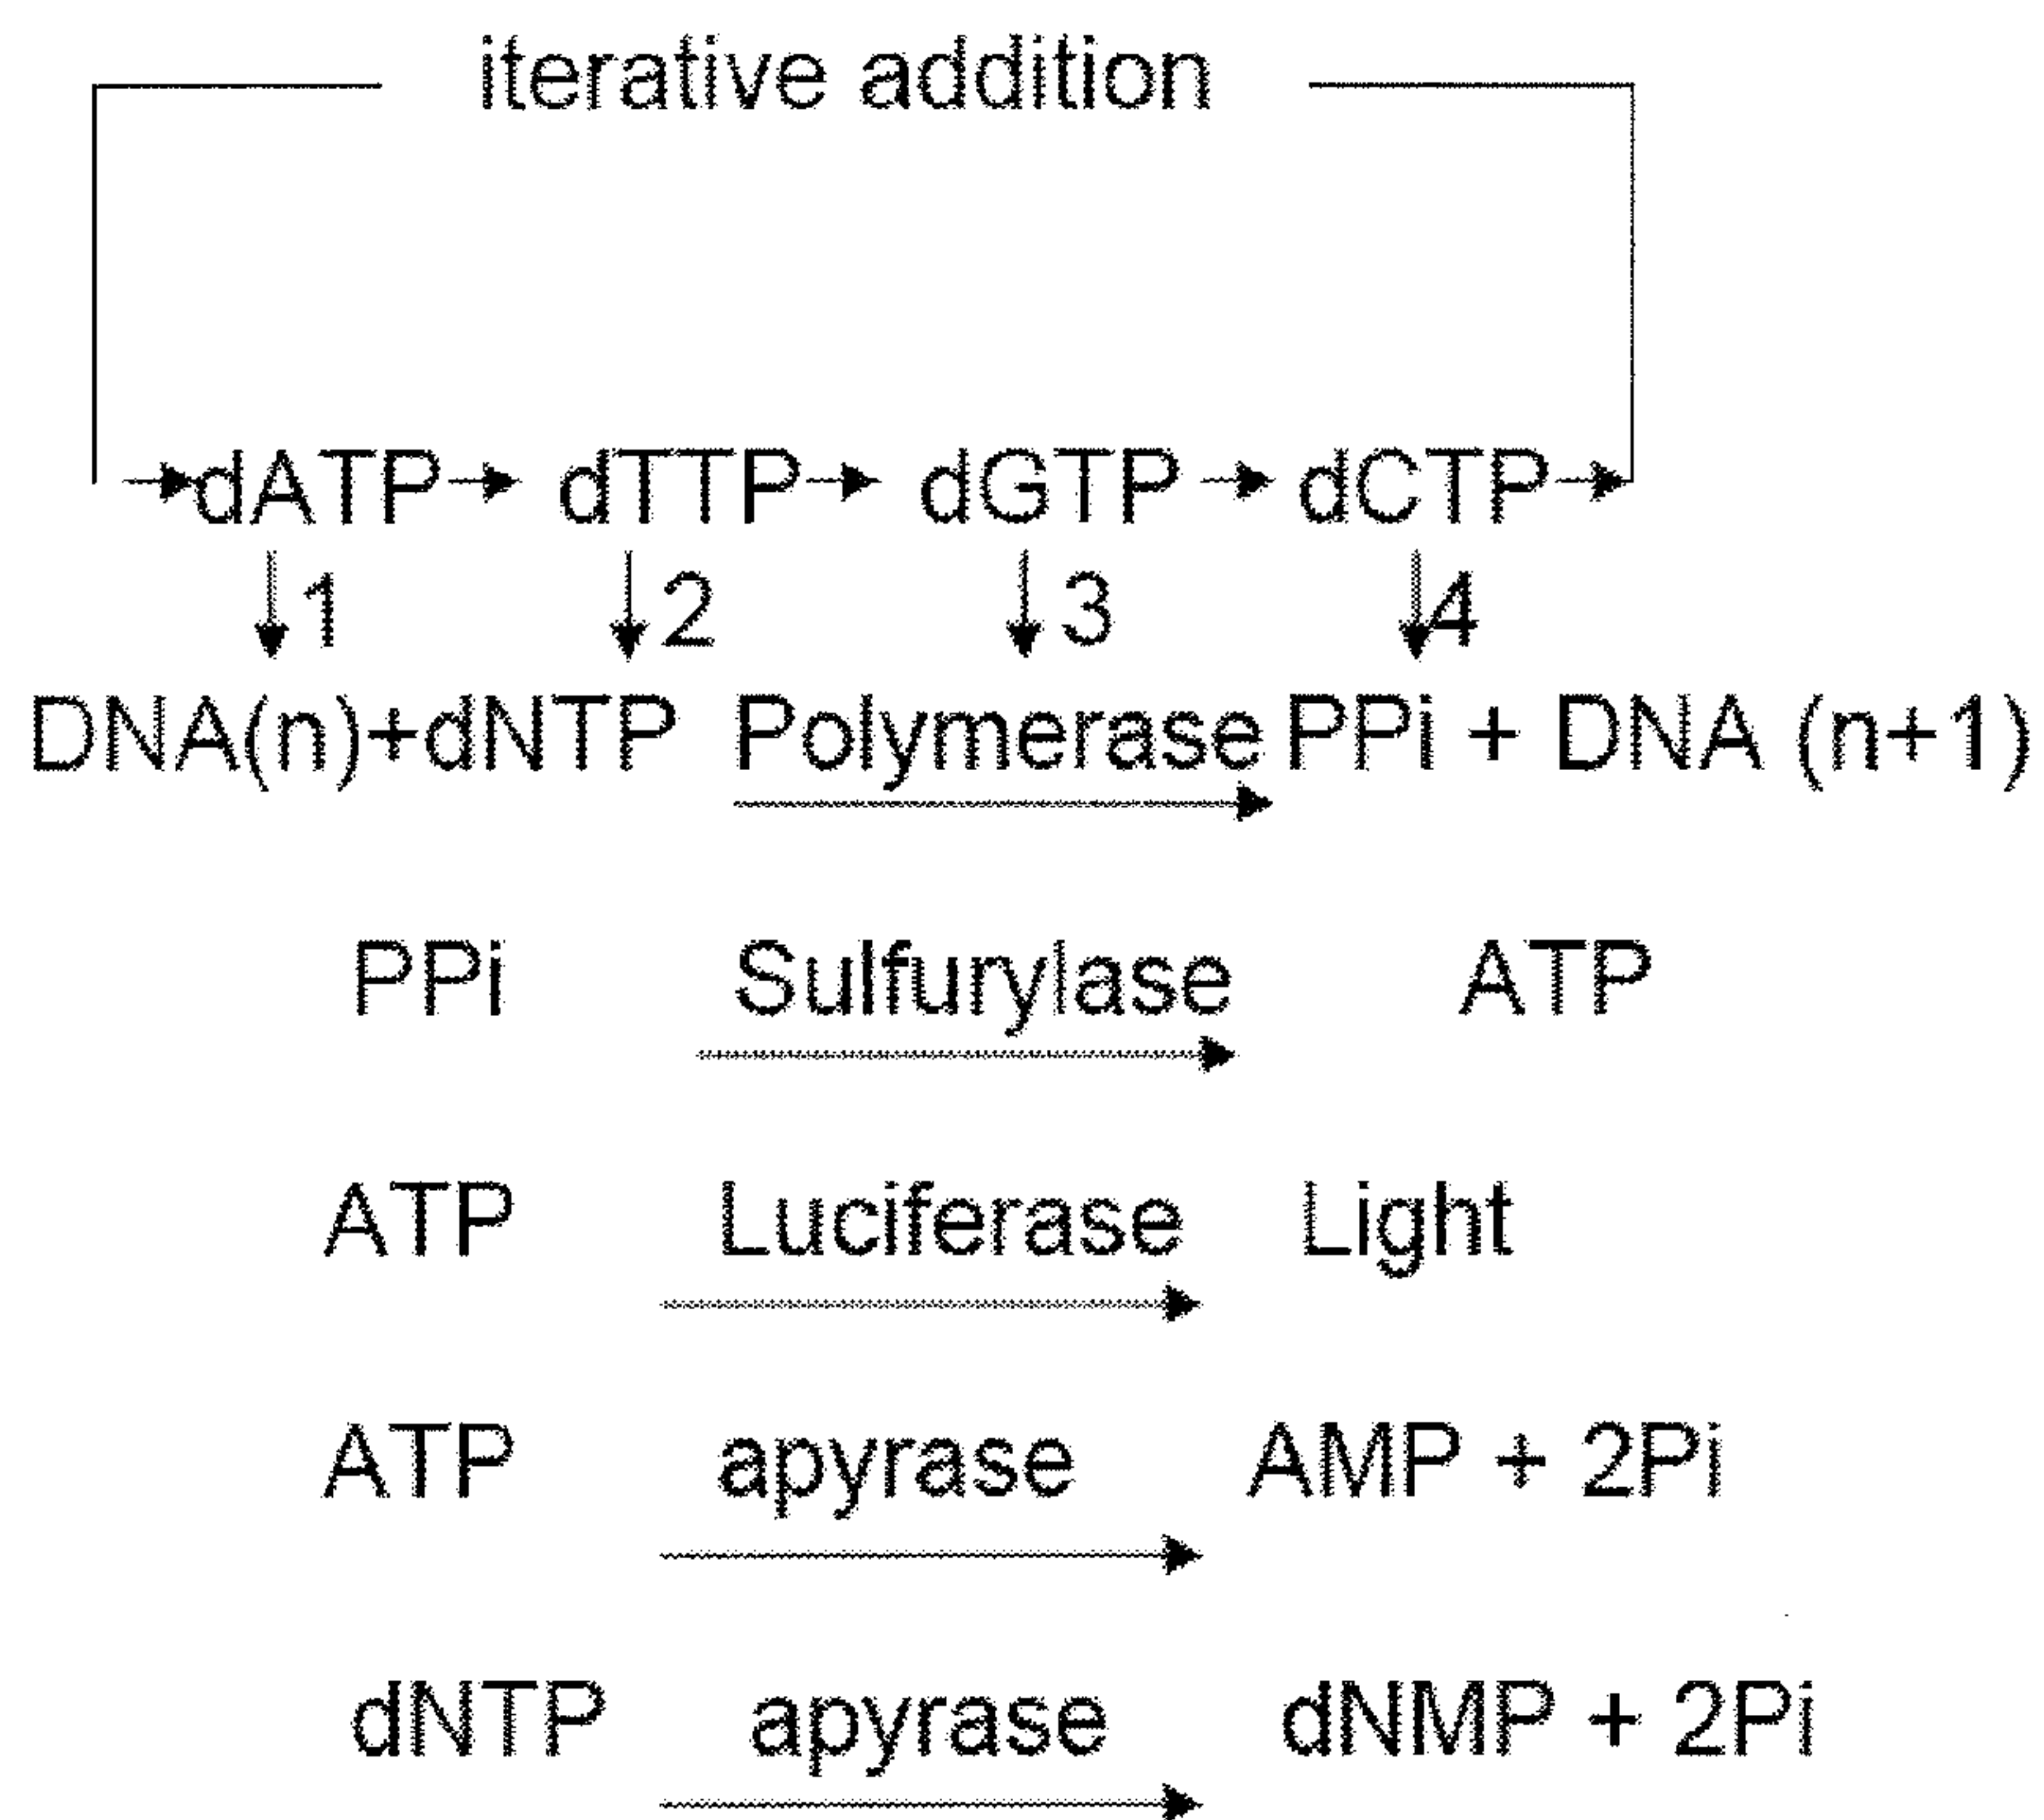 iterative addition
dATP dTTP dGTP dCTP
1 2 3 4
DNA(n)+dNTP Polymerase PPi + DNA (n+1)
PPi Sulfurylase ATP
ATP Luciferase Light
ATP apyrase AMP + 2Pi
dNTP apyrase dNMP + 2Pi